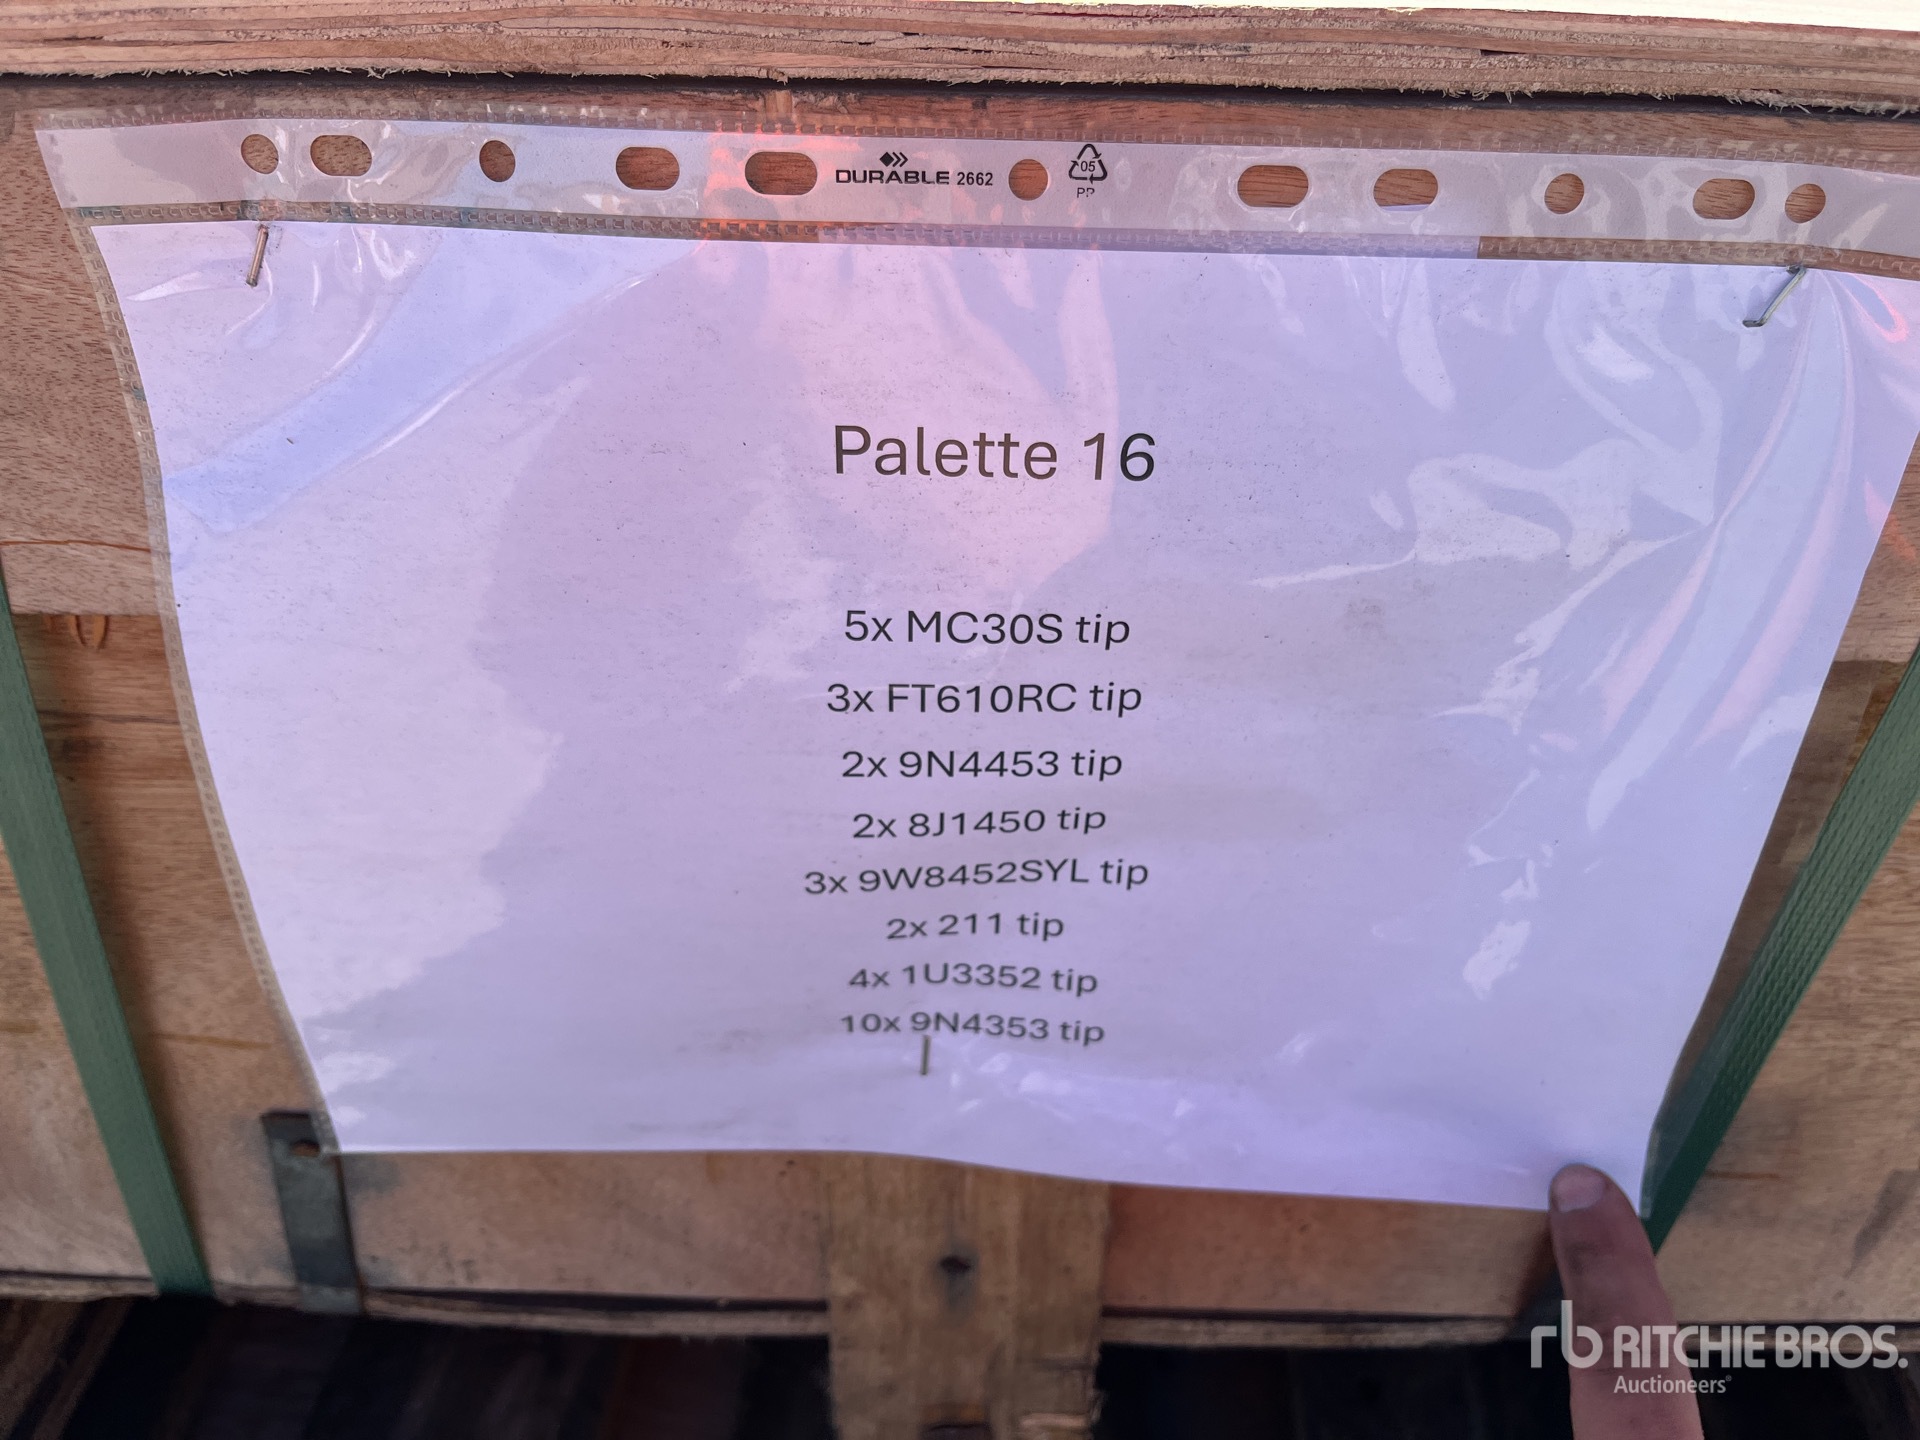 DURABLE 2662
05
PP
Palette 16
5x MC30S tip
3x FT610RC tip
2x 9N4453 tip
2x 8J1450 tip
3x 9W8452SYL tip
2x 211 tip
4x 1U3352 tip
10x 9N4353 tip
rb RITCHIE BROS.
Auctioneers®